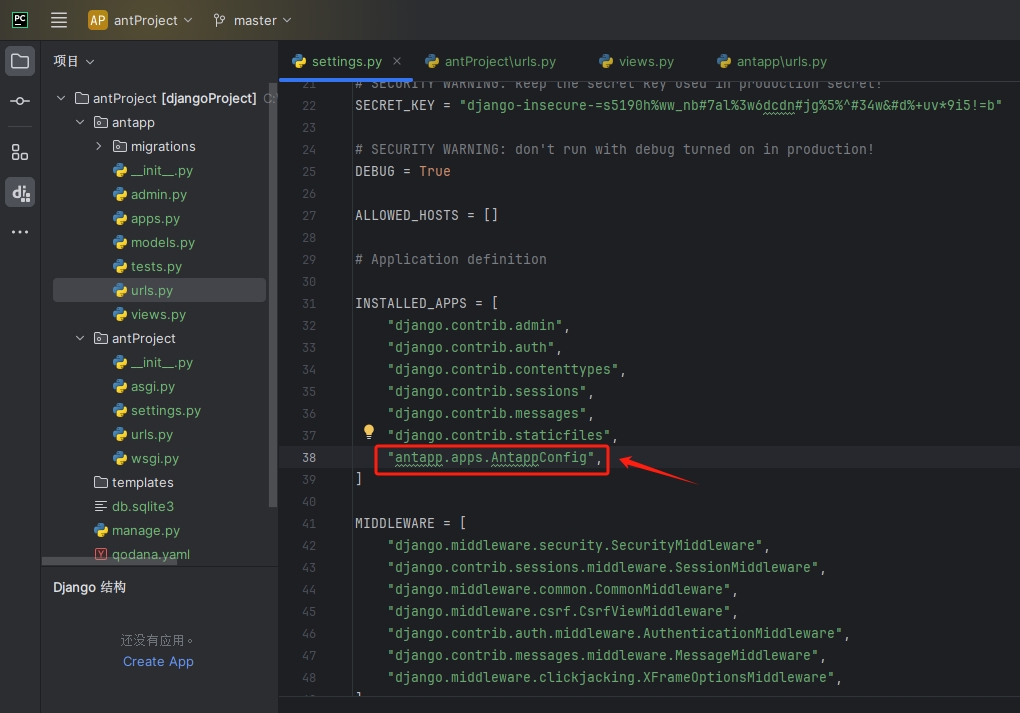 PC
AP antProject master
项目
settings.py antProject\urls.py views.py antapp\urls.py
antProject [djangoProject] C:
antapp
migrations
__init__.py
admin.py
apps.py
models.py
tests.py
urls.py
views.py
antProject
__init__.py
asgi.py
settings.py
urls.py
wsgi.py
templates
db.sqlite3
manage.py
qodana.yaml
Django 结构
还没有应用。
Create App
21 # SECURITY WARNING: keep the secret key used in production secret!
22 SECRET_KEY = "django-insecure-=s5190h%ww_nb#7al%3w6dcdn#jg%5%^#34w&#d%+uv*9i5!=b"
23
24 # SECURITY WARNING: don't run with debug turned on in production!
25 DEBUG = True
26
27 ALLOWED_HOSTS = []
28
29 # Application definition
30
31 INSTALLED_APPS = [
32 "django.contrib.admin",
33 "django.contrib.auth",
34 "django.contrib.contenttypes",
35 "django.contrib.sessions",
36 "django.contrib.messages",
37 "django.contrib.staticfiles",
38 "antapp.apps.AntappConfig",
39 ]
40
41 MIDDLEWARE = [
42 "django.middleware.security.SecurityMiddleware",
43 "django.contrib.sessions.middleware.SessionMiddleware",
44 "django.middleware.common.CommonMiddleware",
45 "django.middleware.csrf.CsrfViewMiddleware",
46 "django.contrib.auth.middleware.AuthenticationMiddleware",
47 "django.contrib.messages.middleware.MessageMiddleware",
48 "django.middleware.clickjacking.XFrameOptionsMiddleware",